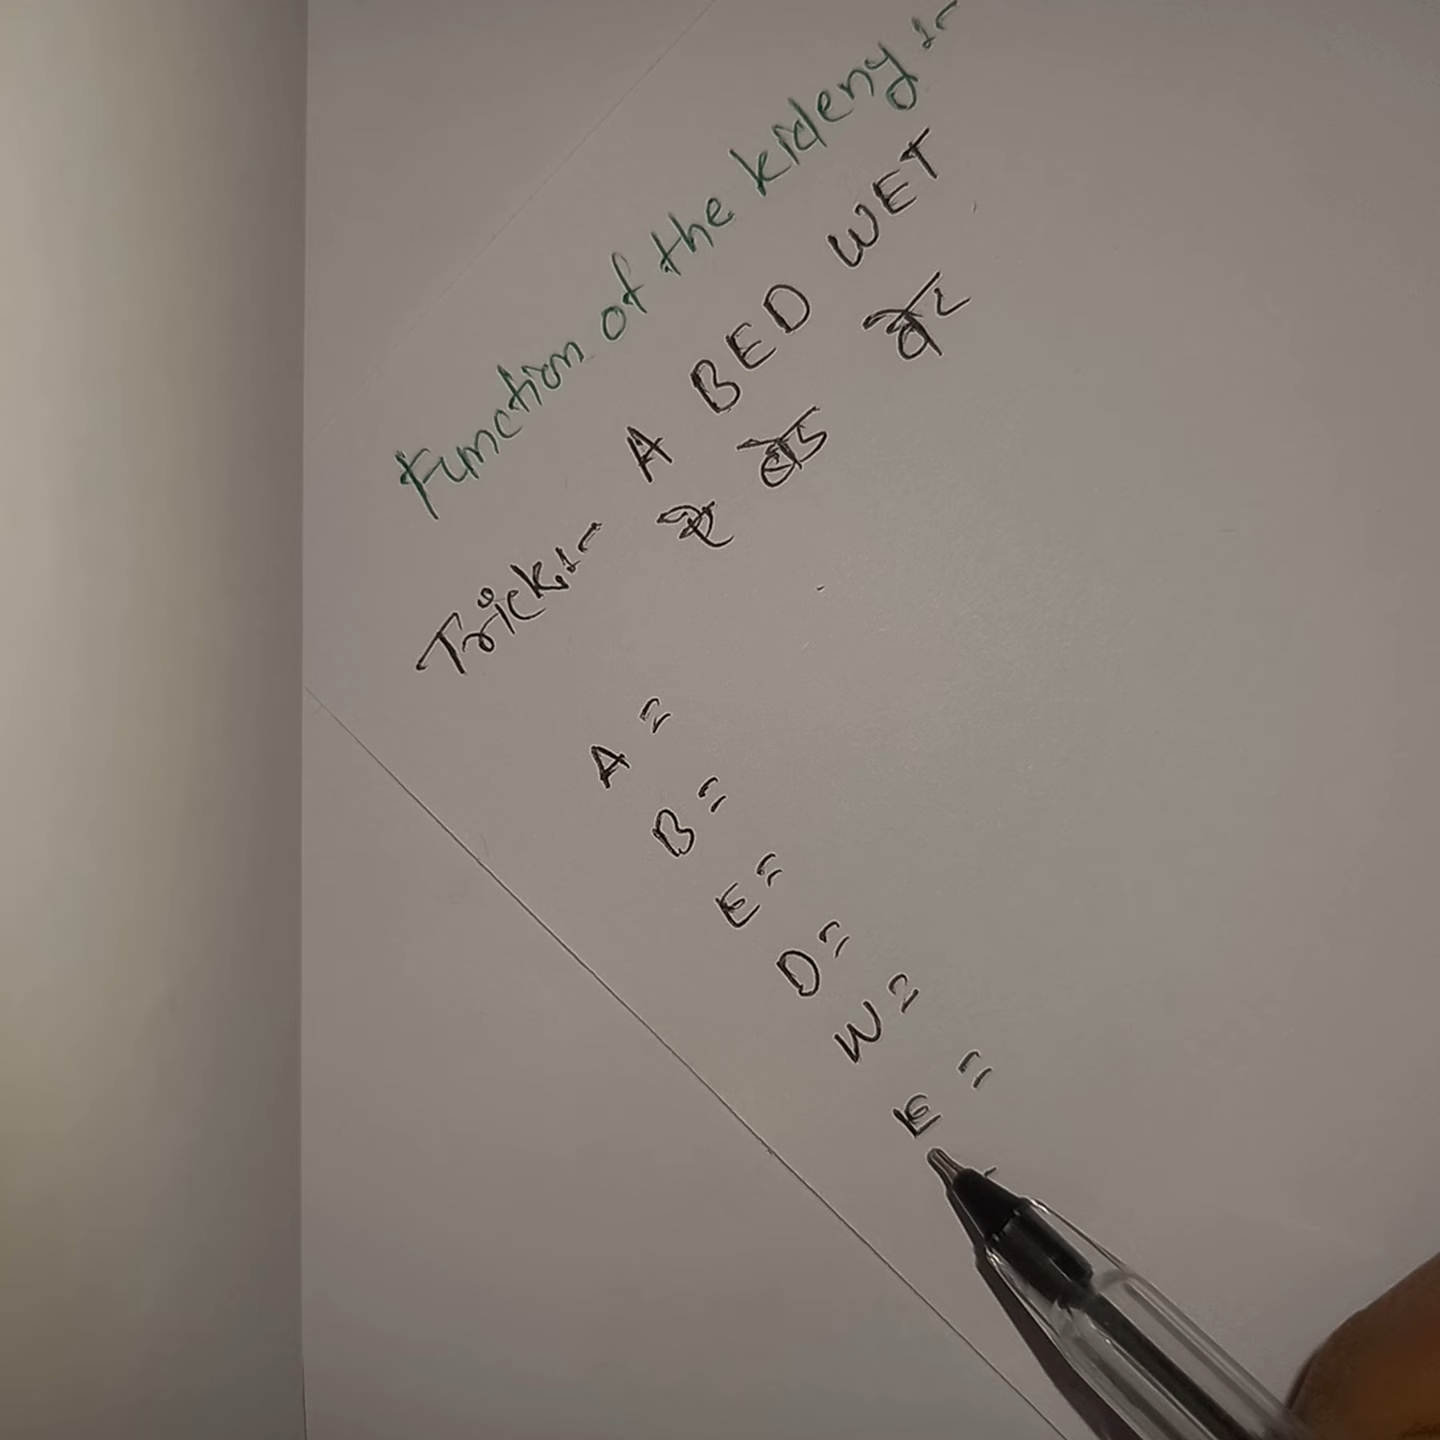 Function of the kideny :-
Trick :- A BED WET
ए बेड वेट
A =
B =
E =
D =
W =
E =